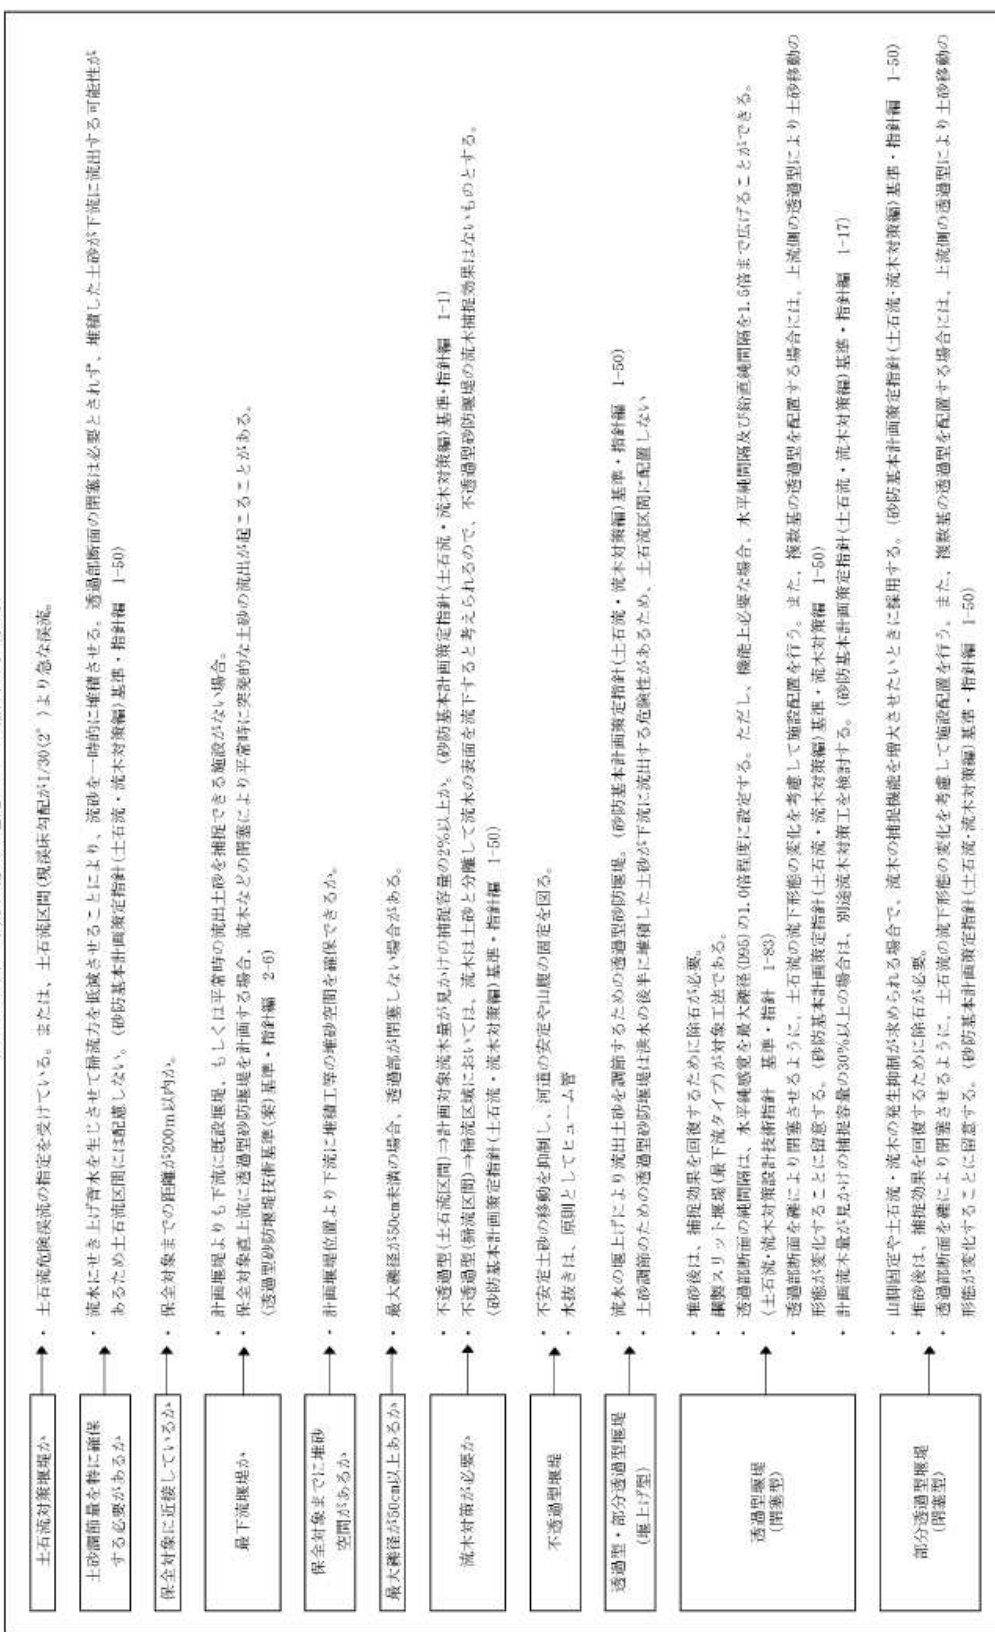 土石流対策堰堤か
・ 土石流危険渓流の指定を受けている。または、土石流区間(現渓床勾配が1/30(2°)より急な渓流。
土砂調節量を特に確保
する必要があるか
・ 流水にせき上げ背水を生じさせて掃流力を低減させることにより、流砂を一時的に堆積させる。透過部断面の閉塞は必要とされず、堆積した土砂が下流に流出する可能性が
あるため土石流区間には配慮しない。(砂防基本計画策定指針(土石流・流木対策編)基準・指針編 1-50)
保全対象に近接しているか
・ 保全対象までの距離が200m以内か。
最下流堰堤か
・ 計画堰堤よりも下流に既設堰堤、もしくは平常時の流出土砂を捕捉できる施設がない場合。
・ 保全対象直上流に透過型砂防堰堤を計画する場合、流木などの閉塞により平常時に突発的な土砂の流出が起こることがある。
(透過型砂防堰堤技術基準(案)基準・指針編 2-6)
保全対象までに堆砂
空間があるか
・ 計画堰堤位置より下流に堆積工等の堆砂空間を確保できるか。
最大礫径が50cm以上あるか
・ 最大礫径が50cm未満の場合、透過部が閉塞しない場合がある。
流木対策が必要か
・ 不透過型(土石流区間)⇒計画対象流木量が見かけの捕捉容量の2%以上か。(砂防基本計画策定指針(土石流・流木対策編)基準・指針編 1-1)
・ 不透過型(掃流区間)⇒掃流区域においては、流木は土砂と分離して流水の表面を流下すると考えられるので、不透過型砂防堰堤の流木捕捉効果はないものとする。
(砂防基本計画策定指針(土石流・流木対策編)基準・指針編 1-50)
不透過型堰堤
・ 不安定土砂の移動を抑制し、河道の安定や山腹の固定を図る。
・ 水抜きは、原則としてヒューム管
透過型・部分透過型堰堤
(堰上げ型)
・ 流水の堰上げにより流出土砂を調節するための透過型砂防堰堤。(砂防基本計画策定指針(土石流・流木対策編)基準・指針編 1-50)
・ 土砂調節のための透過型砂防堰堤は洪水の後半に堆積した土砂が下流に流出する危険性があるため、土石流区間に配置しない
透過型堰堤
(閉塞型)
・ 堆砂後は、捕捉効果を回復するために除石が必要。
・ 鋼製スリット堰堤(最下流タイプ)が対象工法である。
・ 透過部断面の純間隔は、水平純感覚を最大礫径(D95)の1.0倍程度に設定する。ただし、機能上必要な場合、水平純間隔及び鉛直純間隔を1.5倍まで広げることができる。
(土石流・流木対策設計技術指針 基準・指針 1-83)
・ 透過部断面を礫により閉塞させるように、土石流の流下形態の変化を考慮して施設配置を行う。また、複数基の透過型を配置する場合には、上流側の透過型により土砂移動の
形態が変化することに留意する。(砂防基本計画策定指針(土石流・流木対策編)基準・流木対策編 1-50)
・ 計画流木量が見かけの捕捉容量の30%以上の場合は、別途流木対策工を検討する。(砂防基本計画策定指針(土石流・流木対策編)基準・指針編 1-17)
部分透過型堰堤
(閉塞型)
・ 山脚固定や土石流・流木の発生抑制が求められる場合で、流木の捕捉機能を増大させたいときに採用する。(砂防基本計画策定指針(土石流・流木対策編)基準・指針編 1-50)
・ 堆砂後は、捕捉効果を回復するために除石が必要。
・ 透過部断面を礫により閉塞させるように、土石流の流下形態の変化を考慮して施設配置を行う。また、複数基の透過型を配置する場合には、上流側の透過型により土砂移動の
形態が変化することに留意する。(砂防基本計画策定指針(土石流・流木対策編)基準・指針編 1-50)